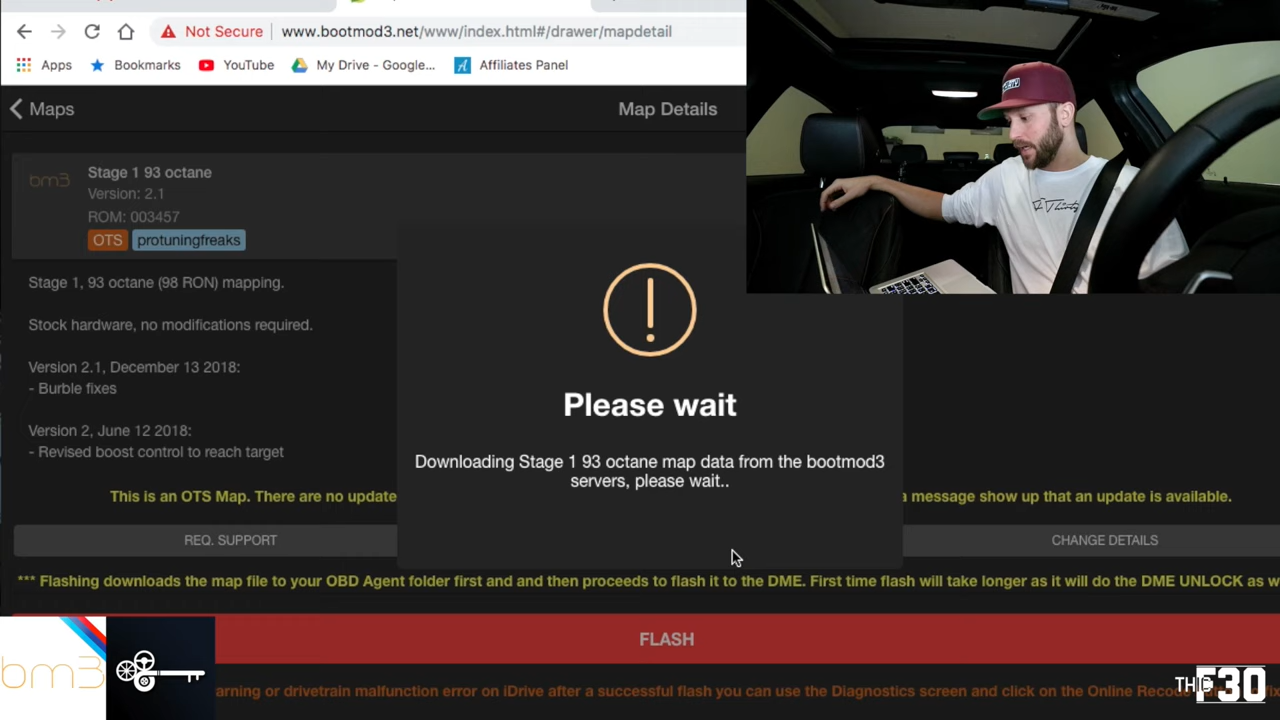 Not Secure www.bootmod3.net/www/index.html#/drawer/mapdetail
Apps Bookmarks YouTube My Drive - Google... Affiliates Panel
Maps Map Details
bm3 Stage 1 93 octane
Version: 2.1
ROM: 003457
OTS protuningfreaks
Stage 1, 93 octane (98 RON) mapping.
Stock hardware, no modifications required.
Version 2.1, December 13 2018:
- Burble fixes
Version 2, June 12 2018:
- Revised boost control to reach target
Please wait
Downloading Stage 1 93 octane map data from the bootmod3
servers, please wait..
This is an OTS Map. There are no update a message show up that an update is available.
REQ. SUPPORT CHANGE DETAILS
*** Flashing downloads the map file to your OBD Agent folder first and and then proceeds to flash it to the DME. First time flash will take longer as it will do the DME UNLOCK as w
FLASH
bm3
arning or drivetrain malfunction error on iDrive after a successful flash you can use the Diagnostics screen and click on the Online Reco
F30